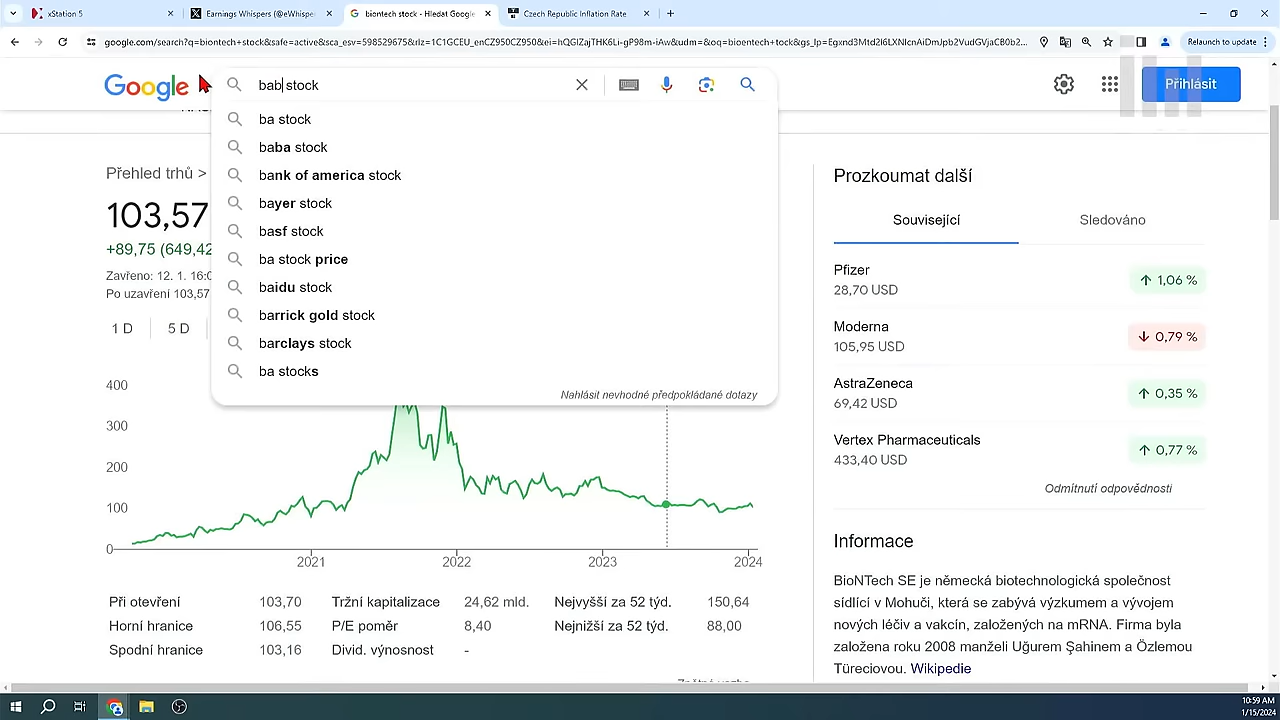 xStation 5
Earnings Whispers (@eWhisper
biontech stock - Hledat Google
Czech Republic Inflation Rate
google.com/search?q=biontech+stock&safe=active&sca_esv=598529675&rlz=1C1GCEU_enCZ950CZ950&ei=hQGlZajTHK6Li-gP98m-iAw&udm=&oq=bioentech+tock&gs_lp=Egxnd3Mtd2l6LXNlcnAiDmJpb2VudGVjaCB0b2...
Relaunch to update
Google
bab stock
Přihlásit
ba stock
baba stock
bank of america stock
bayer stock
basf stock
ba stock price
baidu stock
barrick gold stock
barclays stock
ba stocks
Nahlásit nevhodné předpokládané dotazy
Přehled trhů >
103,57
+89,75 (649,42
Zavřeno: 12. 1. 16:0
Po uzavření 103,57
1 D
5 D
400
300
200
100
0
2021
2022
2023
2024
Při otevření 103,70 Tržní kapitalizace 24,62 mld. Nejvyšší za 52 týd. 150,64
Horní hranice 106,55 P/E poměr 8,40 Nejnižší za 52 týd. 88,00
Spodní hranice 103,16 Divid. výnosnost -
Prozkoumat další
Související
Sledováno
Pfizer
28,70 USD
1,06 %
Moderna
105,95 USD
0,79 %
AstraZeneca
69,42 USD
0,35 %
Vertex Pharmaceuticals
433,40 USD
0,77 %
Odmítnutí odpovědnosti
Informace
BioNTech SE je německá biotechnologická společnost
sídlící v Mohuči, která se zabývá výzkumem a vývojem
nových léčiv a vakcín, založených na mRNA. Firma byla
založena roku 2008 manželi Uğurem Şahinem a Özlemou
Türeciovou. Wikipedie
10:59 AM
1/15/2024